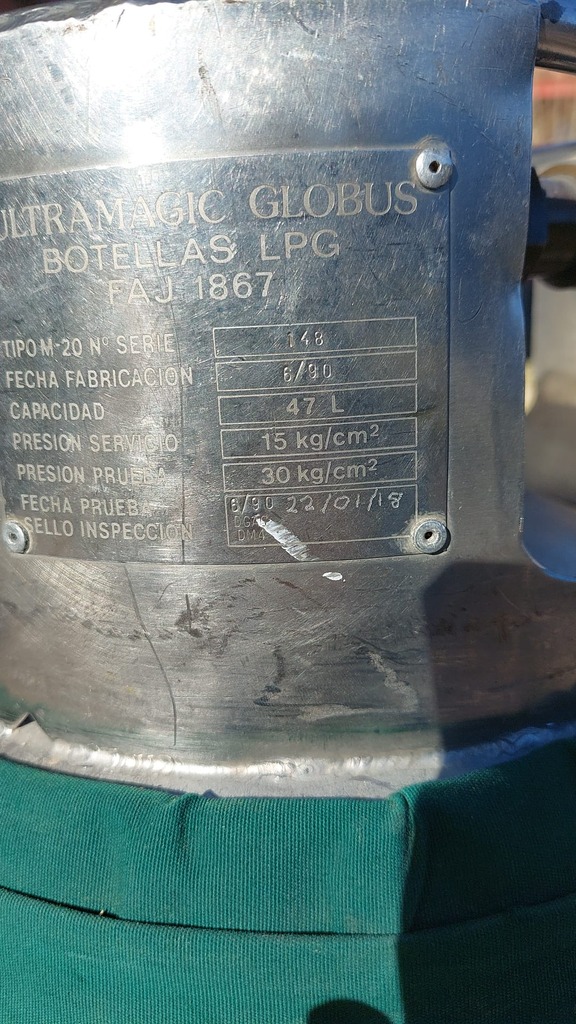 ULTRAMAGIC GLOBUS
BOTELLAS LPG
FAJ 1867
TIPO M-20 Nº SERIE 148
FECHA FABRICACION 6/90
CAPACIDAD 47 L
PRESION SERVICIO 15 kg/cm²
PRESION PRUEBA 30 kg/cm²
FECHA PRUEBA 6/90 22/01/18
SELLO INSPECCION